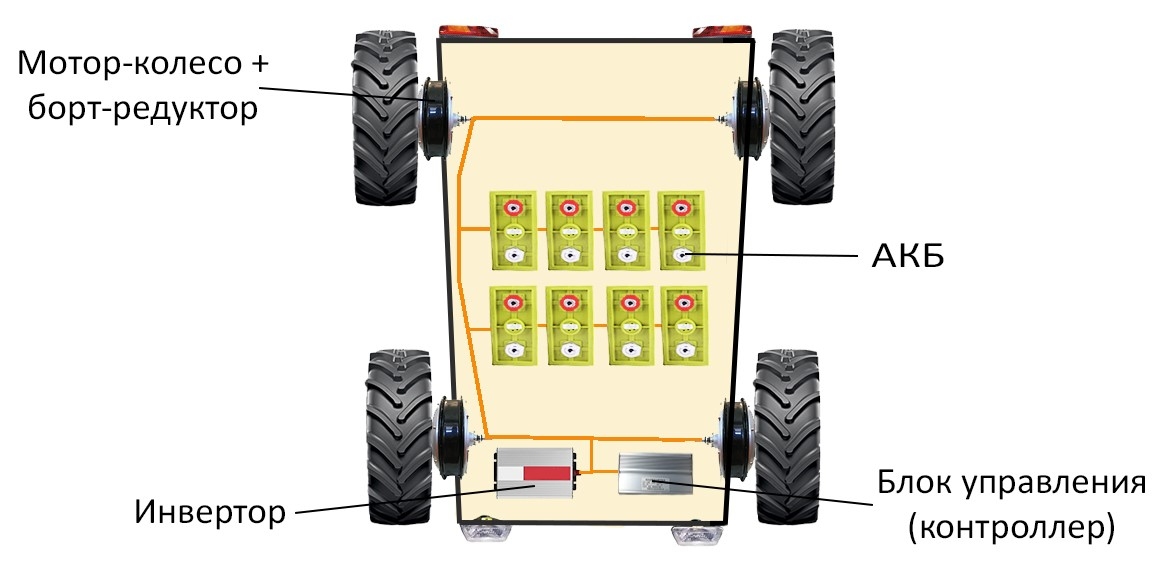 Мотор-колесо +
борт-редуктор
АКБ
Инвертор
Блок управления
(контроллер)